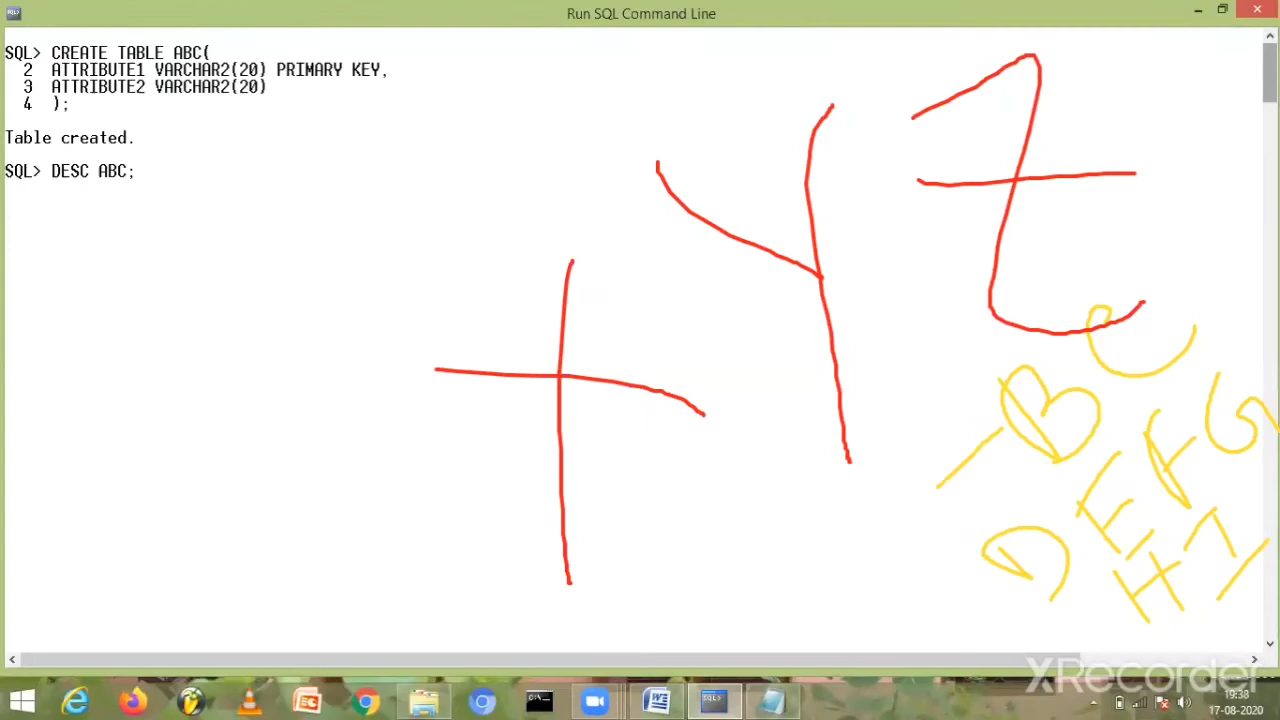 Run SQL Command Line
SQL> CREATE TABLE ABC(
2 ATTRIBUTE1 VARCHAR2(20) PRIMARY KEY,
3 ATTRIBUTE2 VARCHAR2(20)
4 );
Table created.
SQL> DESC ABC;
Y Z
B C
D E F G
H I
XRecorder
19:38
17-08-2020